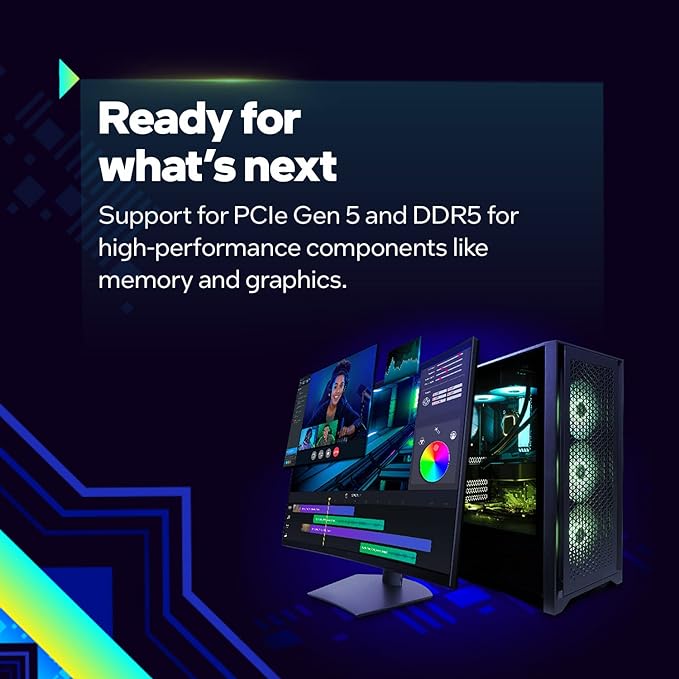 Ready for
what's next
Support for PCIe Gen 5 and DDR5 for
high-performance components like
memory and graphics.